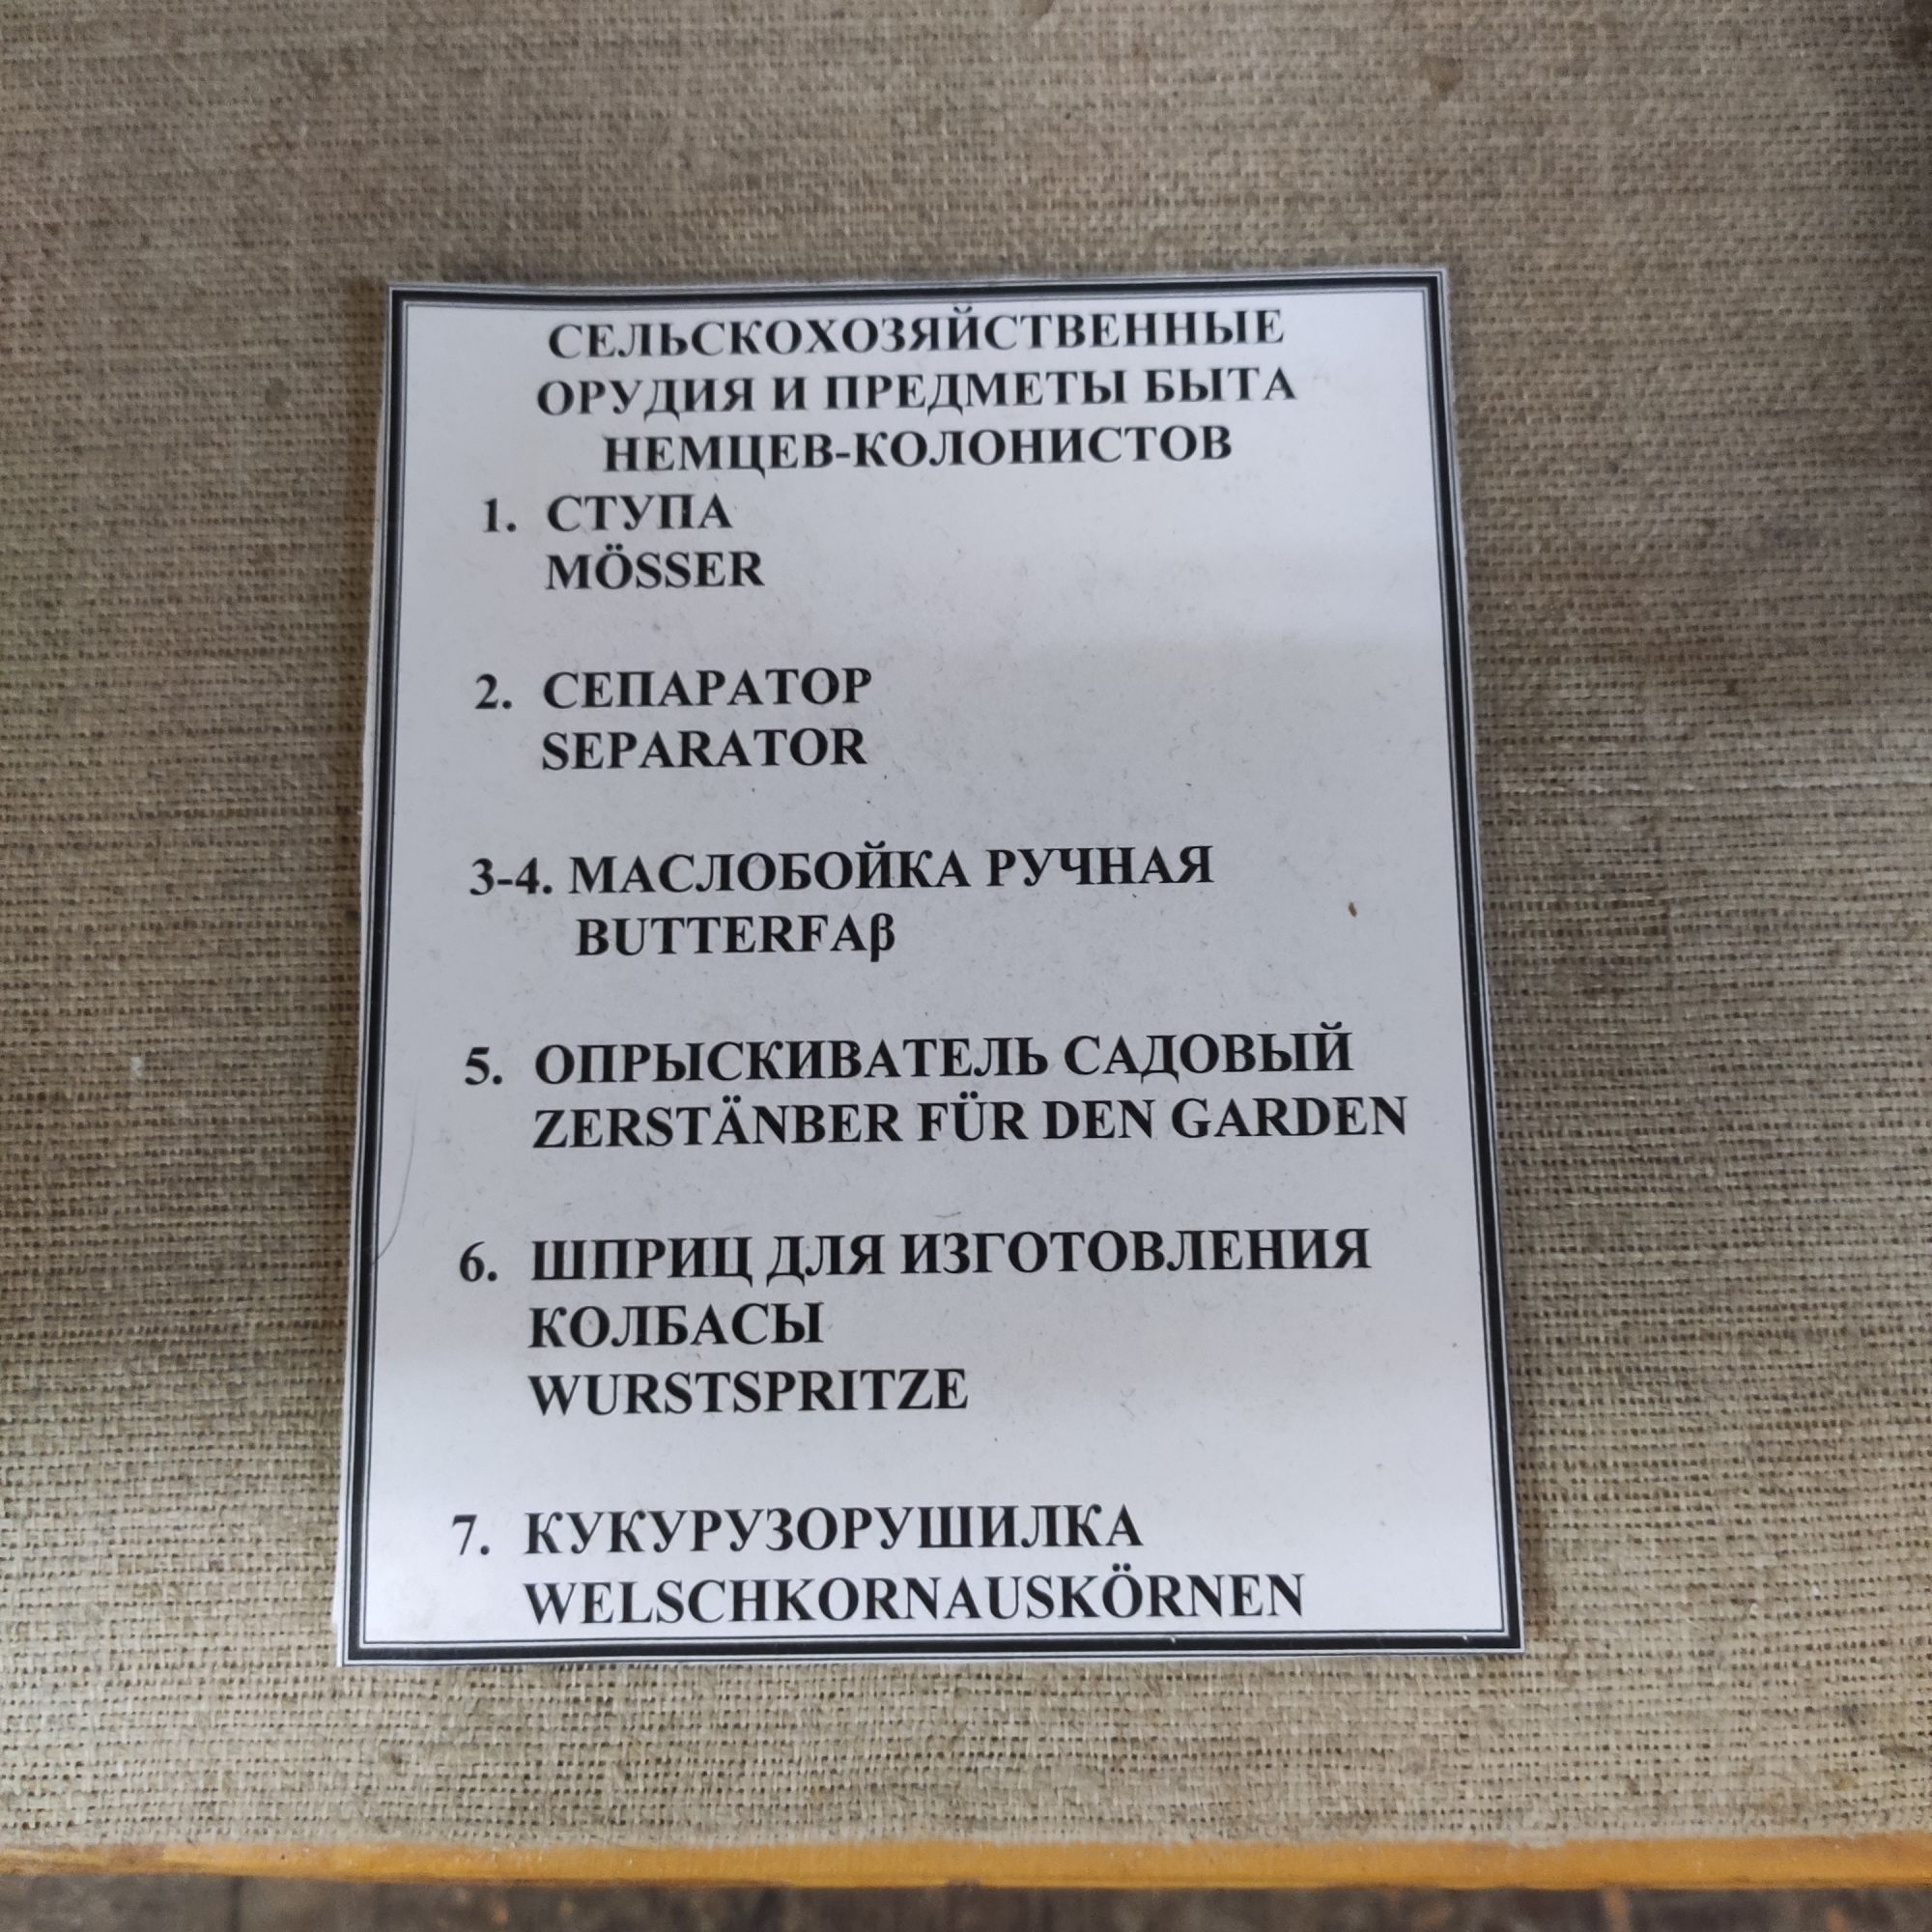 СЕЛЬСКОХОЗЯЙСТВЕННЫЕ
ОРУДИЯ И ПРЕДМЕТЫ БЫТА
НЕМЦЕВ-КОЛОНИСТОВ
1. СТУПА
MÖSSER
2. СЕПАРАТОР
SEPARATOR
3-4. МАСЛОБОЙКА РУЧНАЯ
BUTTERFAβ
5. ОПРЫСКИВАТЕЛЬ САДОВЫЙ
ZERSTÄNBER FÜR DEN GARDEN
6. ШПРИЦ ДЛЯ ИЗГОТОВЛЕНИЯ
КОЛБАСЫ
WURSTSPRITZE
7. КУКУРУЗОРУШИЛКА
WELSCHKORNAUSKÖRNEN